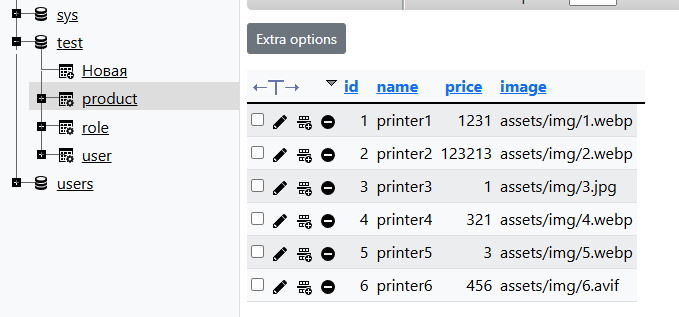 sys
test
Новая
product
role
user
users
Extra options
id name price image
1 printer1 1231 assets/img/1.webp
2 printer2 123213 assets/img/2.webp
3 printer3 1 assets/img/3.jpg
4 printer4 321 assets/img/4.webp
5 printer5 3 assets/img/5.webp
6 printer6 456 assets/img/6.avif